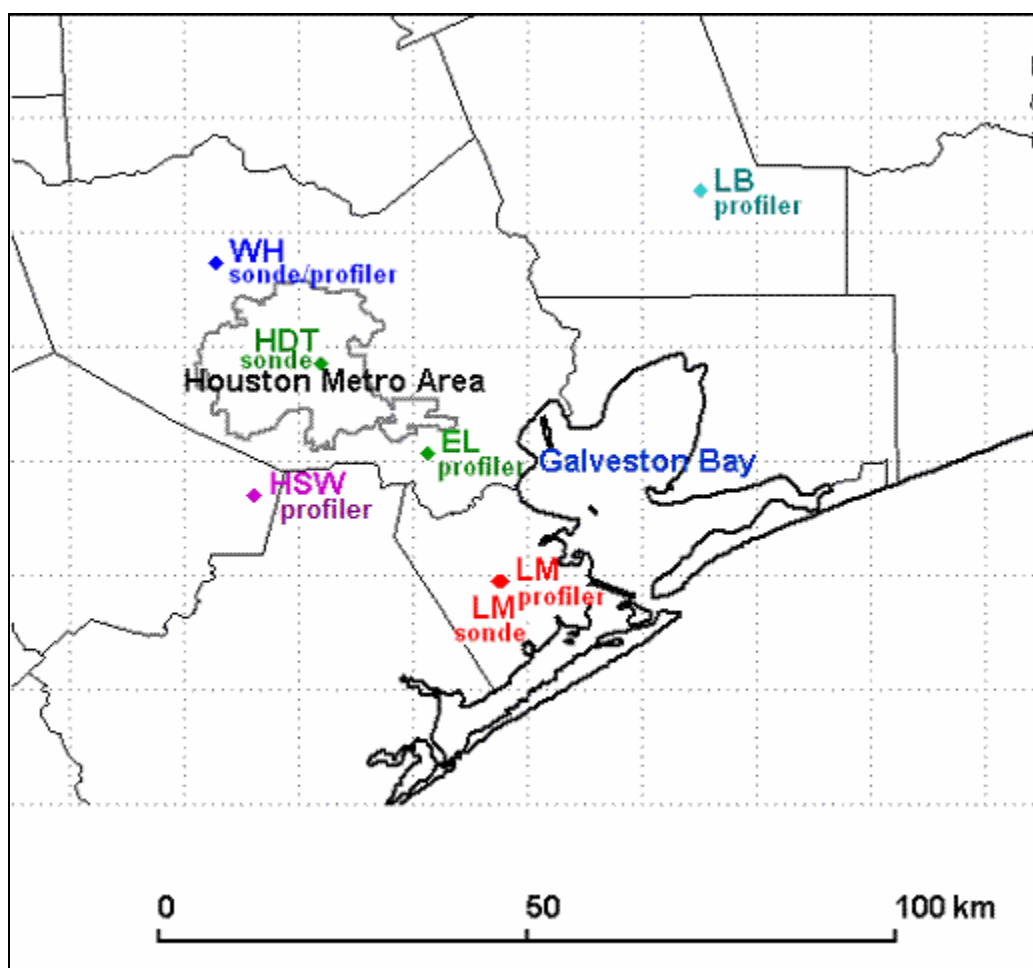 LB
profiler
WH
sonde/profiler
HDT
sonde
Houston Metro Area
EL
profiler
Galveston Bay
HSW
profiler
LM
profiler
LM
sonde
0 50 100 km